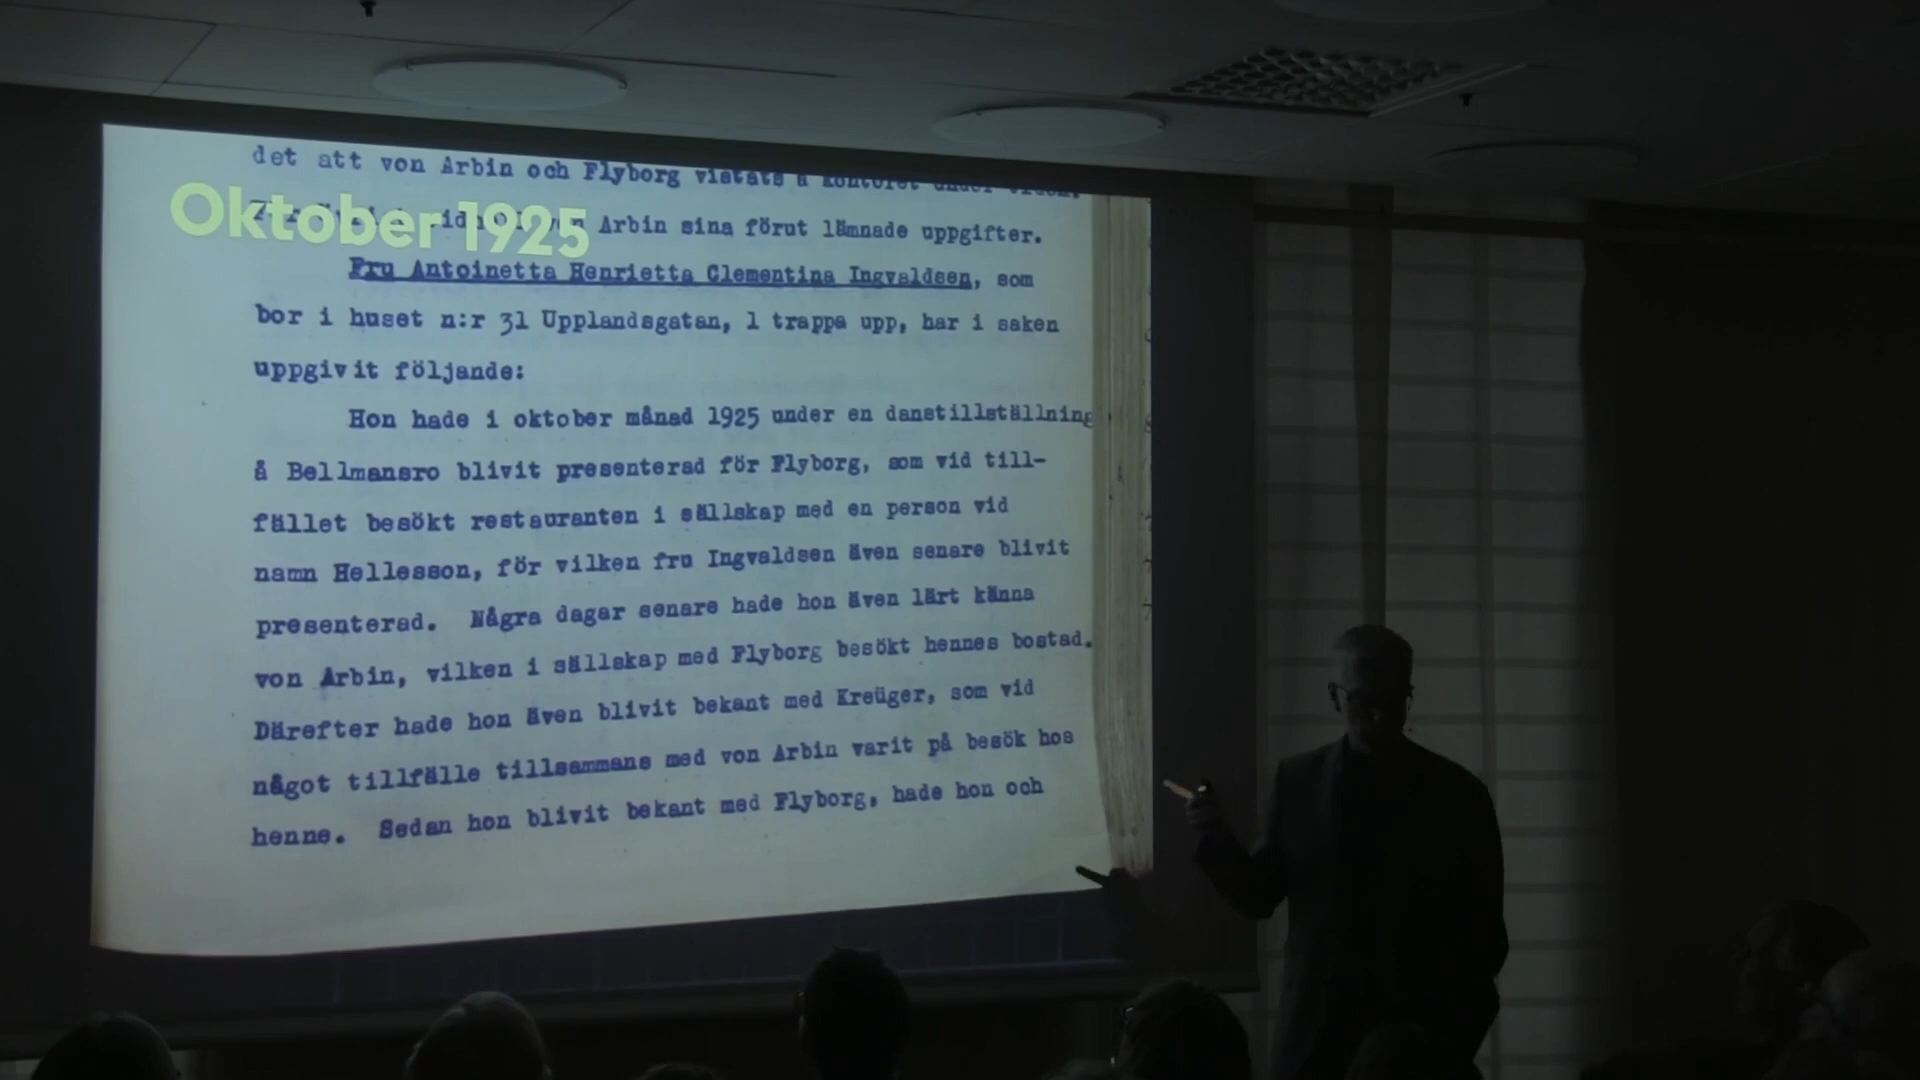 det att von Arbin och Flyborg vistats å kontoret under
Oktober 1925
von Arbin sina förut lämnade uppgifter.
Fru Antoinetta Henrietta Clementina Ingvaldsen, som
bor i huset n:r 31 Upplandsgatan, 1 trappa upp, har i saken
uppgivit följande:
Hon hade i oktober månad 1925 under en danstillställning
å Bellmansro blivit presenterad för Flyborg, som vid till-
fället besökt restauranten i sällskap med en person vid
namn Hellesson, för vilken fru Ingvaldsen även senare blivit
presenterad. Några dagar senare hade hon även lärt känna
von Arbin, vilken i sällskap med Flyborg besökt hennes bostad.
Därefter hade hon även blivit bekant med Kreüger, som vid
något tillfälle tillsammans med von Arbin varit på besök hos
henne. Sedan hon blivit bekant med Flyborg, hade hon och